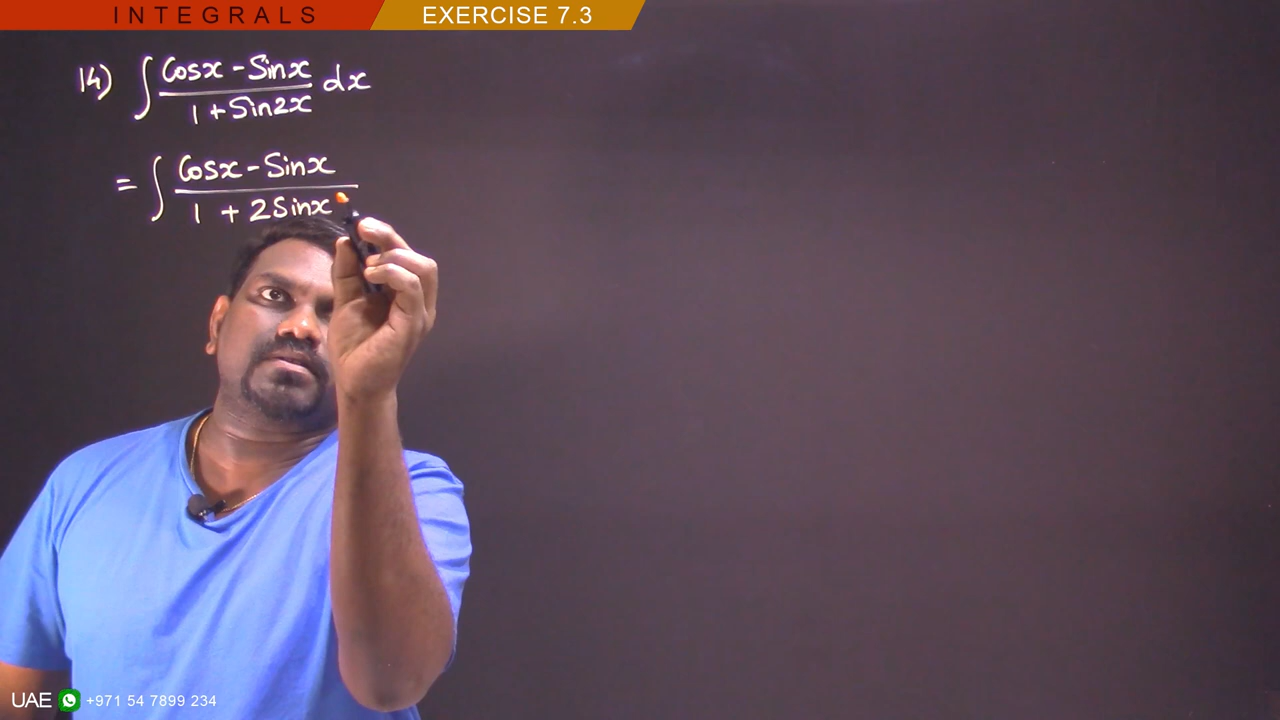 INTEGRALS EXERCISE 7.3
14) ∫ Cosx - Sinx / 1 + Sin2x dx
= ∫ Cosx - Sinx / 1 + 2Sinx
UAE +971 54 7899 234